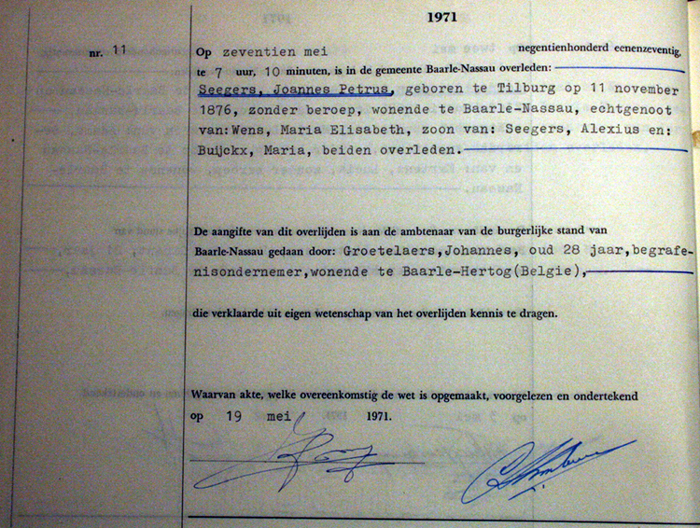 1971
nr. 11
Op zeventien mei negentienhonderd eenenzeventig,
te 7 uur, 10 minuten, is in de gemeente Baarle-Nassau overleden:
Seegers, Joannes Petrus, geboren te Tilburg op 11 november
1876, zonder beroep, wonende te Baarle-Nassau, echtgenoot
van:Wens, Maria Elisabeth, zoon van: Seegers, Alexius en:
Buijckx, Maria, beiden overleden.
De aangifte van dit overlijden is aan de ambtenaar van de burgerlijke stand van
Baarle-Nassau gedaan door: Groetelaers,Johannes, oud 28 jaar,begrafe-
nisondernemer,wonende te Baarle-Hertog(Belgie),
die verklaarde uit eigen wetenschap van het overlijden kennis te dragen.
Waarvan akte, welke overeenkomstig de wet is opgemaakt, voorgelezen en ondertekend
op 19 mei 1971.